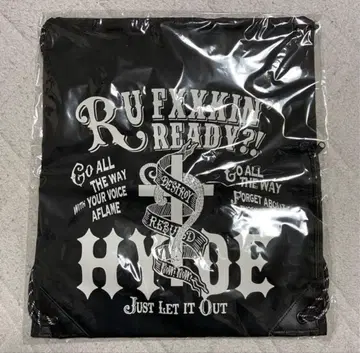 R U FXXKIN'
READY?!
GO ALL
THE WAY
WITH YOUR VOICE
AFLAME
GO ALL
THE WAY
FORGET ABOUT
DESTROY
REBUILD
HYDE
JUST LET IT OUT